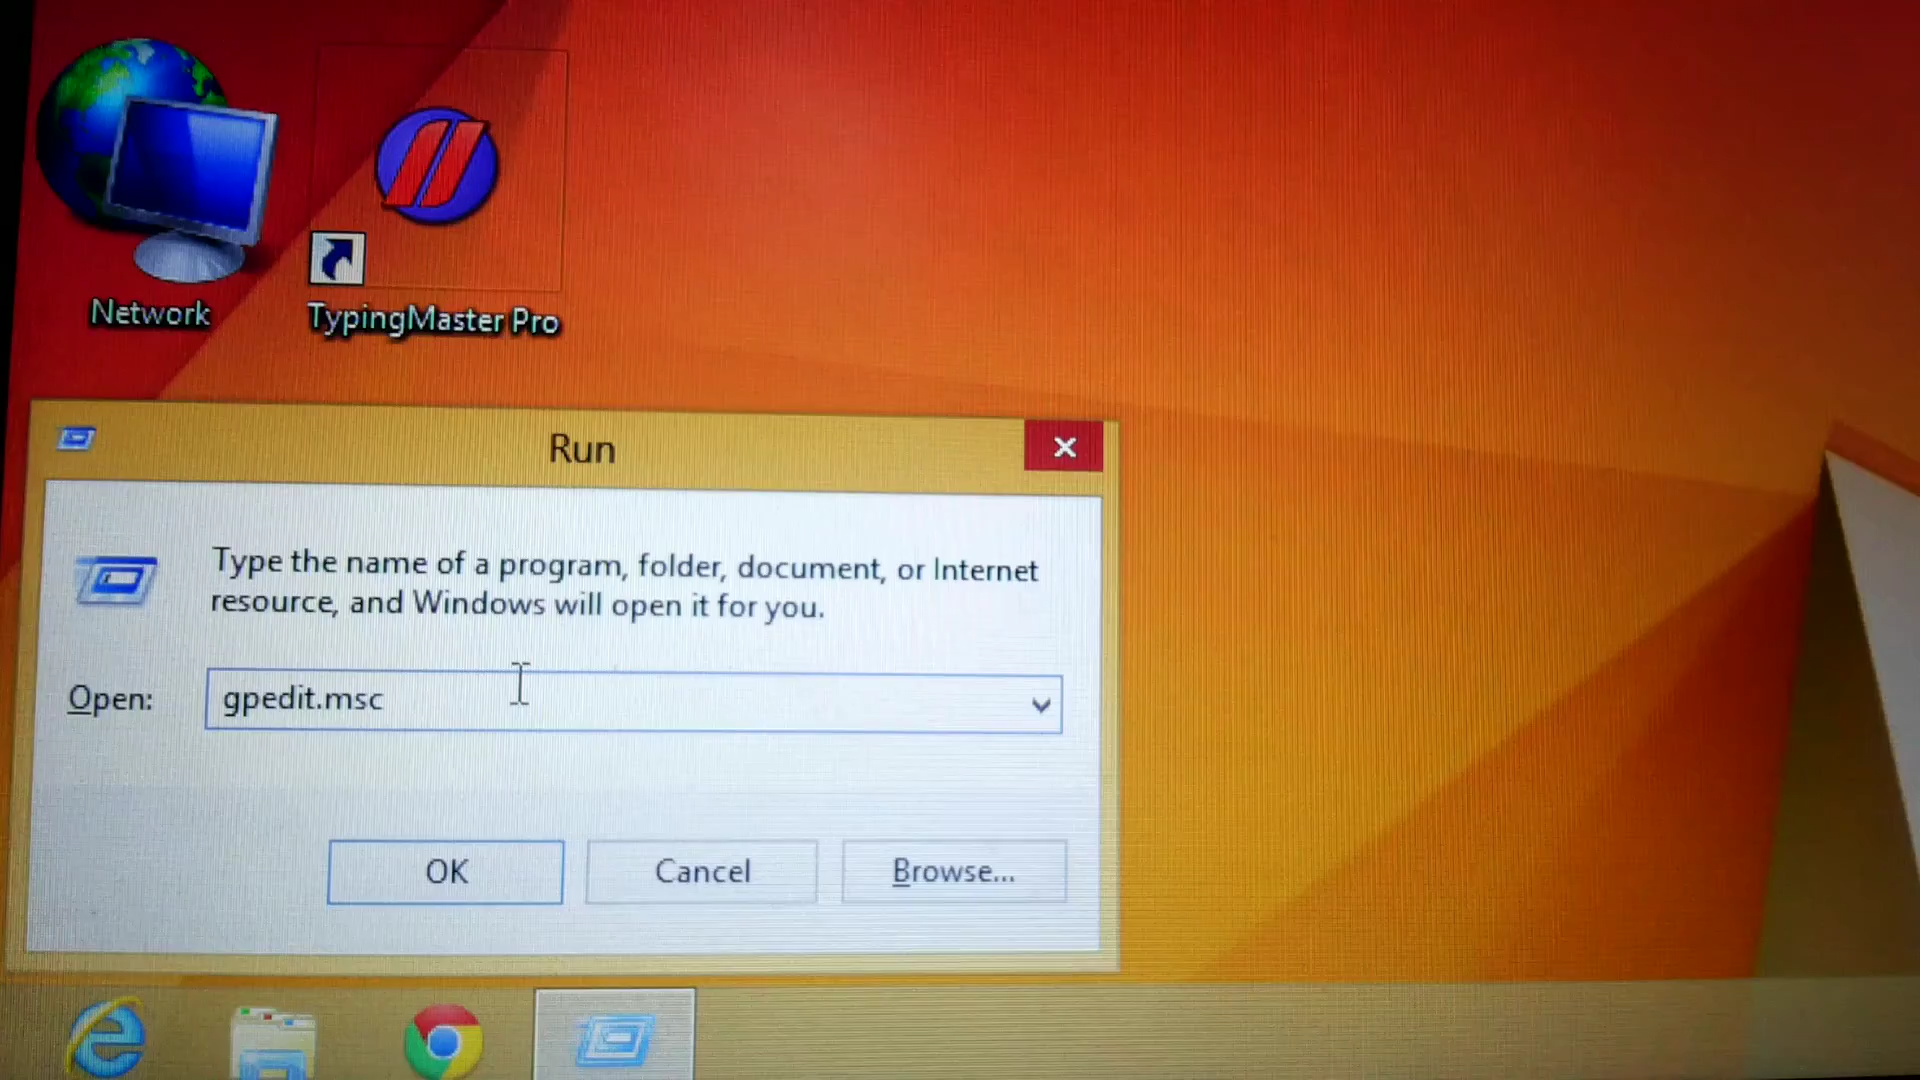 Network
TypingMaster Pro
Run
Type the name of a program, folder, document, or Internet
resource, and Windows will open it for you.
Open:
gpedit.msc
OK
Cancel
Browse...